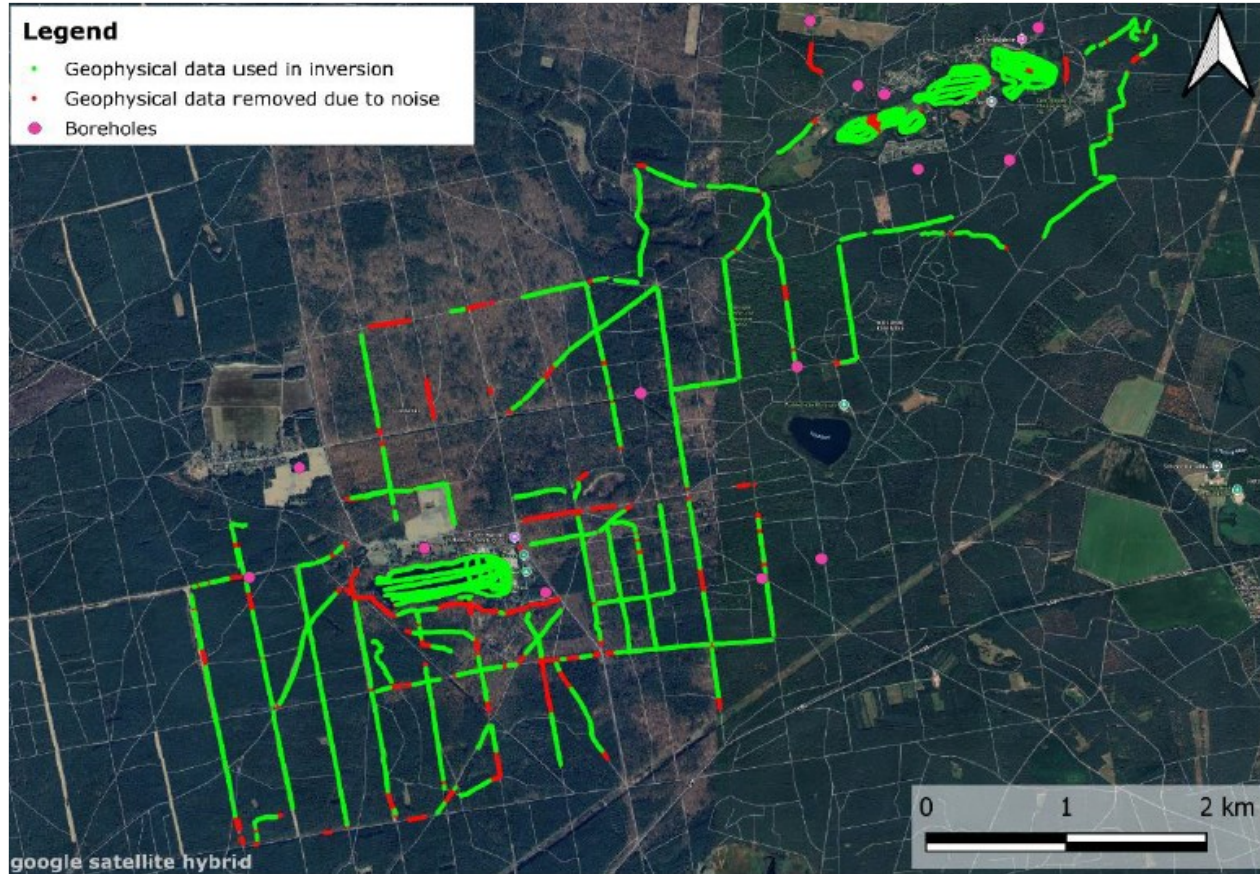 Legend
Geophysical data used in inversion
Geophysical data removed due to noise
Boreholes
0 1 2 km
google satellite hybrid